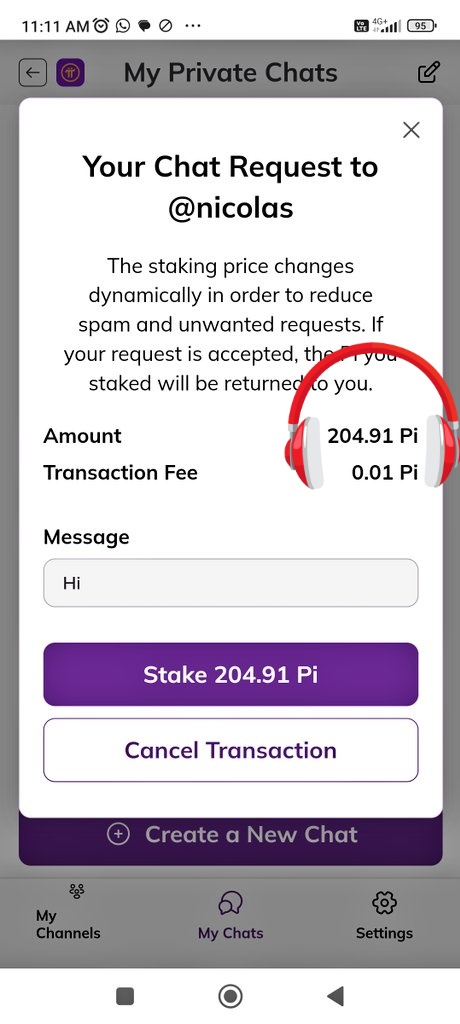 11:11 AM
Vo LTE 4G+ 95
My Private Chats
Your Chat Request to
@nicolas
The staking price changes
dynamically in order to reduce
spam and unwanted requests. If
your request is accepted, the Pi you
staked will be returned to you.
Amount 204.91 Pi
Transaction Fee 0.01 Pi
Message
Hi
Stake 204.91 Pi
Cancel Transaction
Create a New Chat
My
Channels
My Chats
Settings